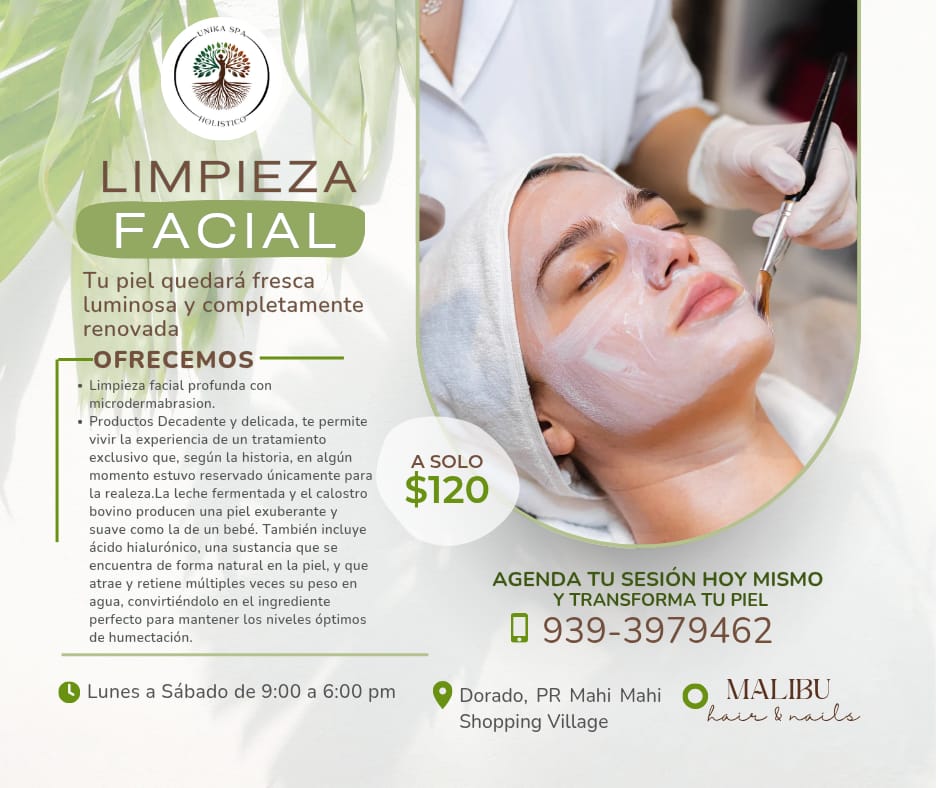 UNIKA SPA
HOLISTICO
LIMPIEZA
FACIAL
Tu piel quedará fresca
luminosa y completamente
renovada
OFRECEMOS
• Limpieza facial profunda con
microdermabrasion.
• Productos Decadente y delicada, te permite
vivir la experiencia de un tratamiento
exclusivo que, según la historia, en algún
momento estuvo reservado únicamente para
la realeza.La leche fermentada y el calostro
bovino producen una piel exuberante y
suave como la de un bebé. También incluye
ácido hialurónico, una sustancia que se
encuentra de forma natural en la piel, y que
atrae y retiene múltiples veces su peso en
agua, convirtiéndolo en el ingrediente
perfecto para mantener los niveles óptimos
de humectación.
A SOLO
$120
AGENDA TU SESIÓN HOY MISMO
Y TRANSFORMA TU PIEL
939-3979462
Lunes a Sábado de 9:00 a 6:00 pm
Dorado, PR Mahi Mahi
Shopping Village
MALIBU
hair & nails